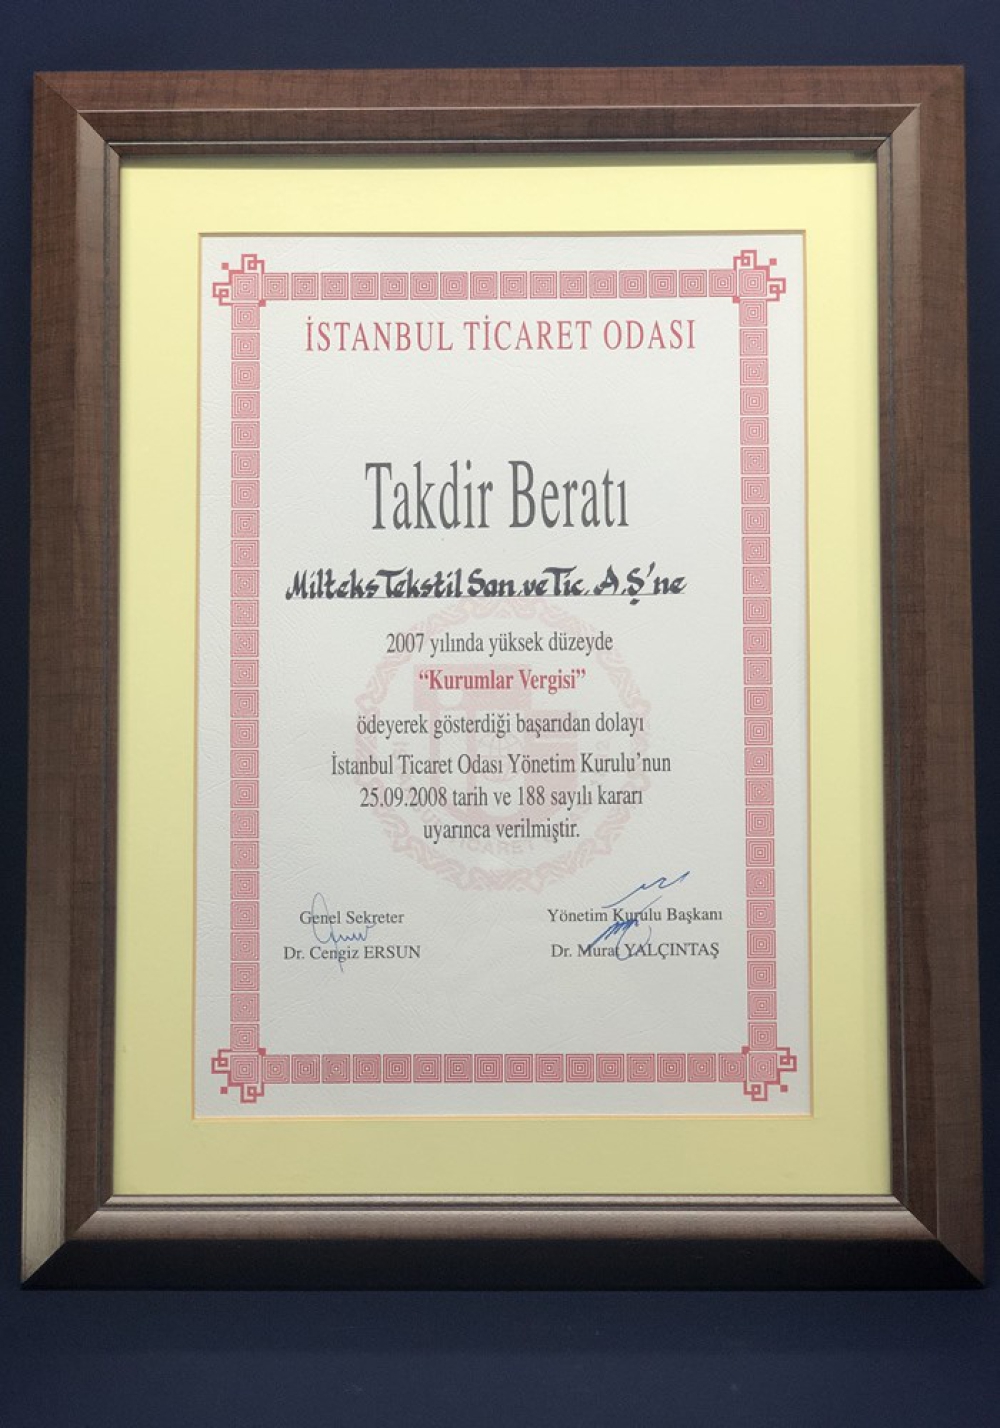 İSTANBUL TİCARET ODASI
Takdir Beratı
Milteks Tekstil San. ve Tic. A.Ş'ne
2007 yılında yüksek düzeyde
“Kurumlar Vergisi”
ödeyerek gösterdiği başarıdan dolayı
İstanbul Ticaret Odası Yönetim Kurulu’nun
25.09.2008 tarih ve 188 sayılı kararı
uyarınca verilmiştir.
Genel Sekreter
Dr. Cengiz ERSUN
Yönetim Kurulu Başkanı
Dr. Murat YALÇINTAŞ